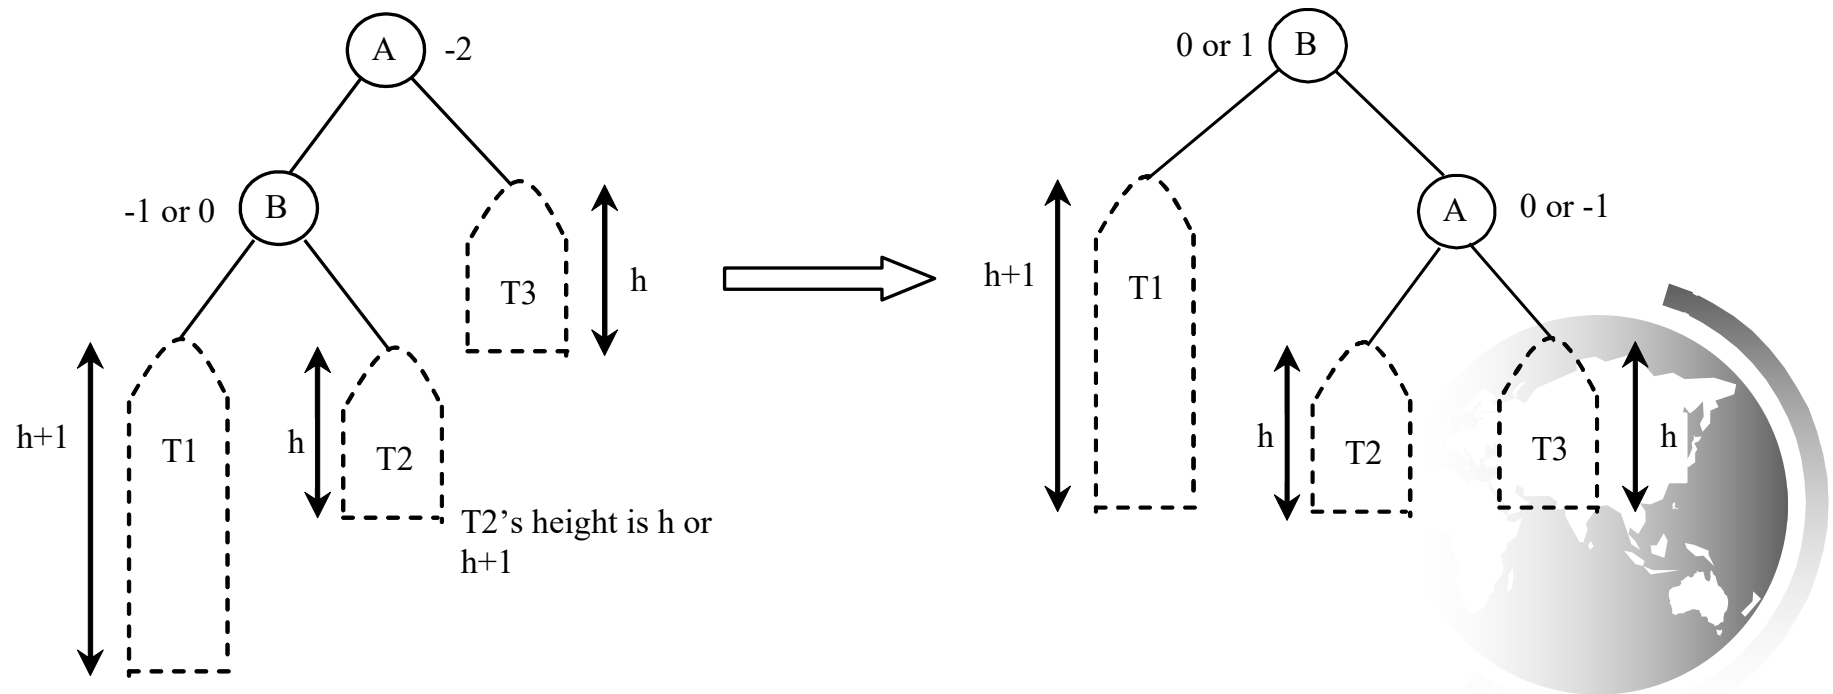 A
-2
-1 or 0
B
T3
h
h+1
T1
h
T2
T2’s height is h or
h+1
0 or 1
B
A
0 or -1
h+1
T1
h
T2
T3
h